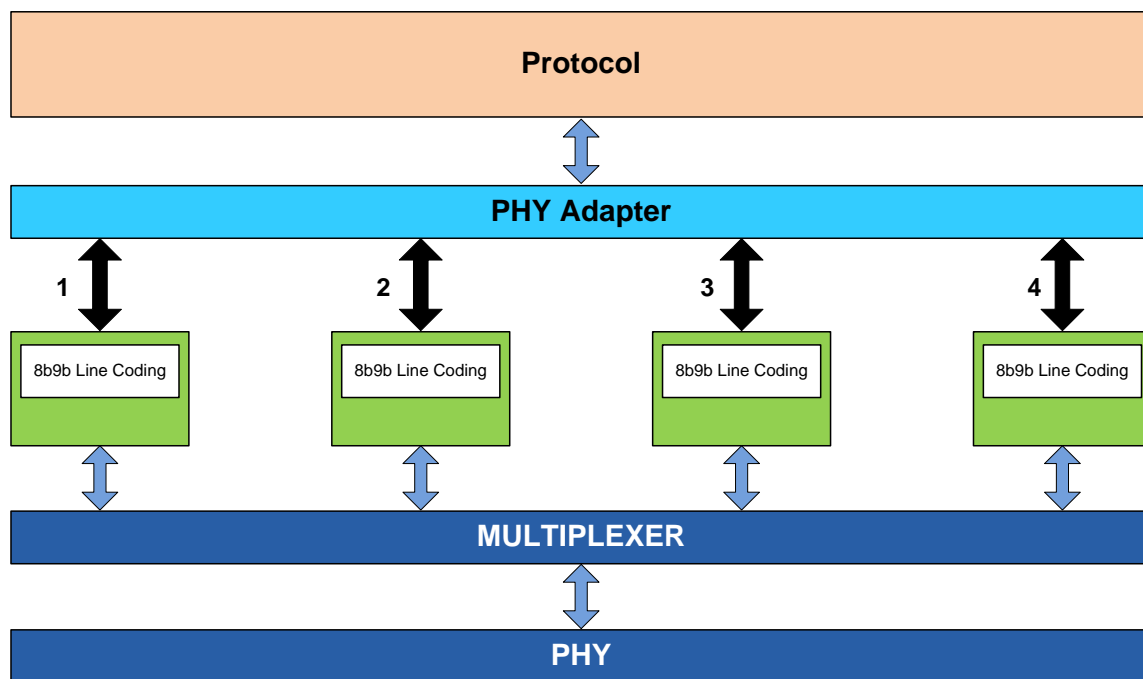 Protocol
PHY Adapter
1
2
3
4
8b9b Line Coding
8b9b Line Coding
8b9b Line Coding
8b9b Line Coding
MULTIPLEXER
PHY